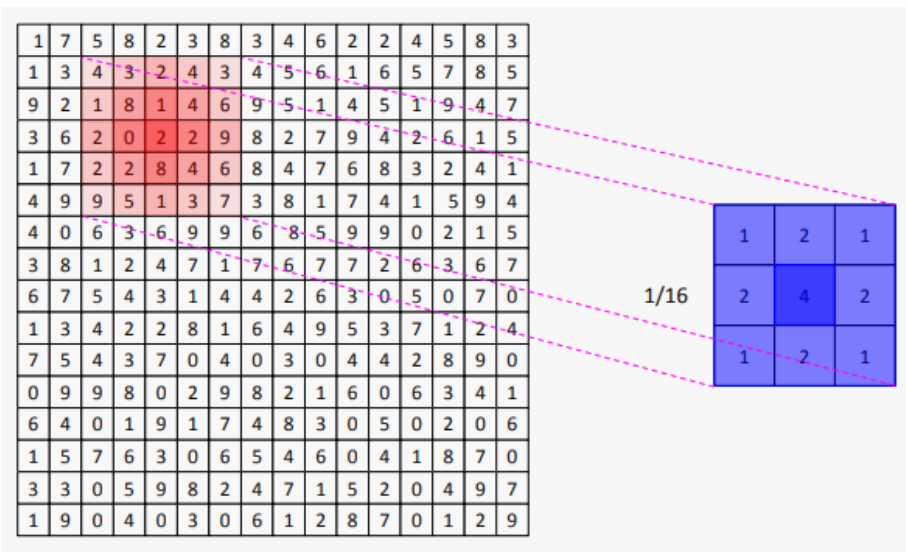 1 7 5 8 2 3 8 3 4 6 2 2 4 5 8 3
1 3 4 3 2 4 3 4 5 6 1 6 5 7 8 5
9 2 1 8 1 4 6 9 5 1 4 5 1 9 4 7
3 6 2 0 2 2 9 8 2 7 9 4 2 6 1 5
1 7 2 2 8 4 6 8 4 7 6 8 3 2 4 1
4 9 9 5 1 3 7 3 8 1 7 4 1 5 9 4
4 0 6 3 6 9 9 6 8 5 9 9 0 2 1 5
3 8 1 2 4 7 1 7 6 7 7 2 6 3 6 7
6 7 5 4 3 1 4 4 2 6 3 0 5 0 7 0
1 3 4 2 2 8 1 6 4 9 5 3 7 1 2 4
7 5 4 3 7 0 4 0 3 0 4 4 2 8 9 0
0 9 9 8 0 2 9 8 2 1 6 0 6 3 4 1
6 4 0 1 9 1 7 4 8 3 0 5 0 2 0 6
1 5 7 6 3 0 6 5 4 6 0 4 1 8 7 0
3 3 0 5 9 8 2 4 7 1 5 2 0 4 9 7
1 9 0 4 0 3 0 6 1 2 8 7 0 1 2 9
1/16
1 2 1
2 4 2
1 2 1